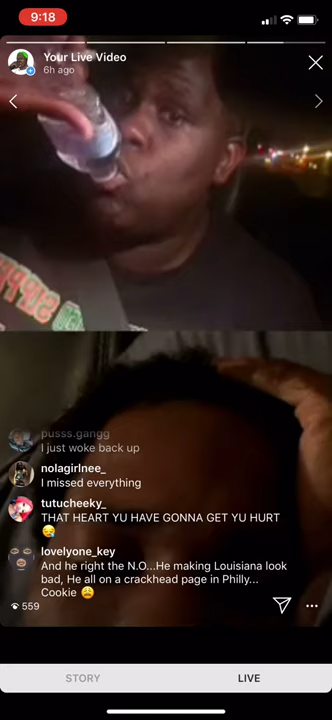 9:18
Your Live Video
6h ago
pusss.gangg
I just woke back up
nolagirlnee_
I missed everything
tutucheeky_
THAT HEART YU HAVE GONNA GET YU HURT
😪
lovelyone_key
And he right the N.O...He making Louisiana look
bad, He all on a crackhead page in Philly...
Cookie 😩
559
STORY
LIVE